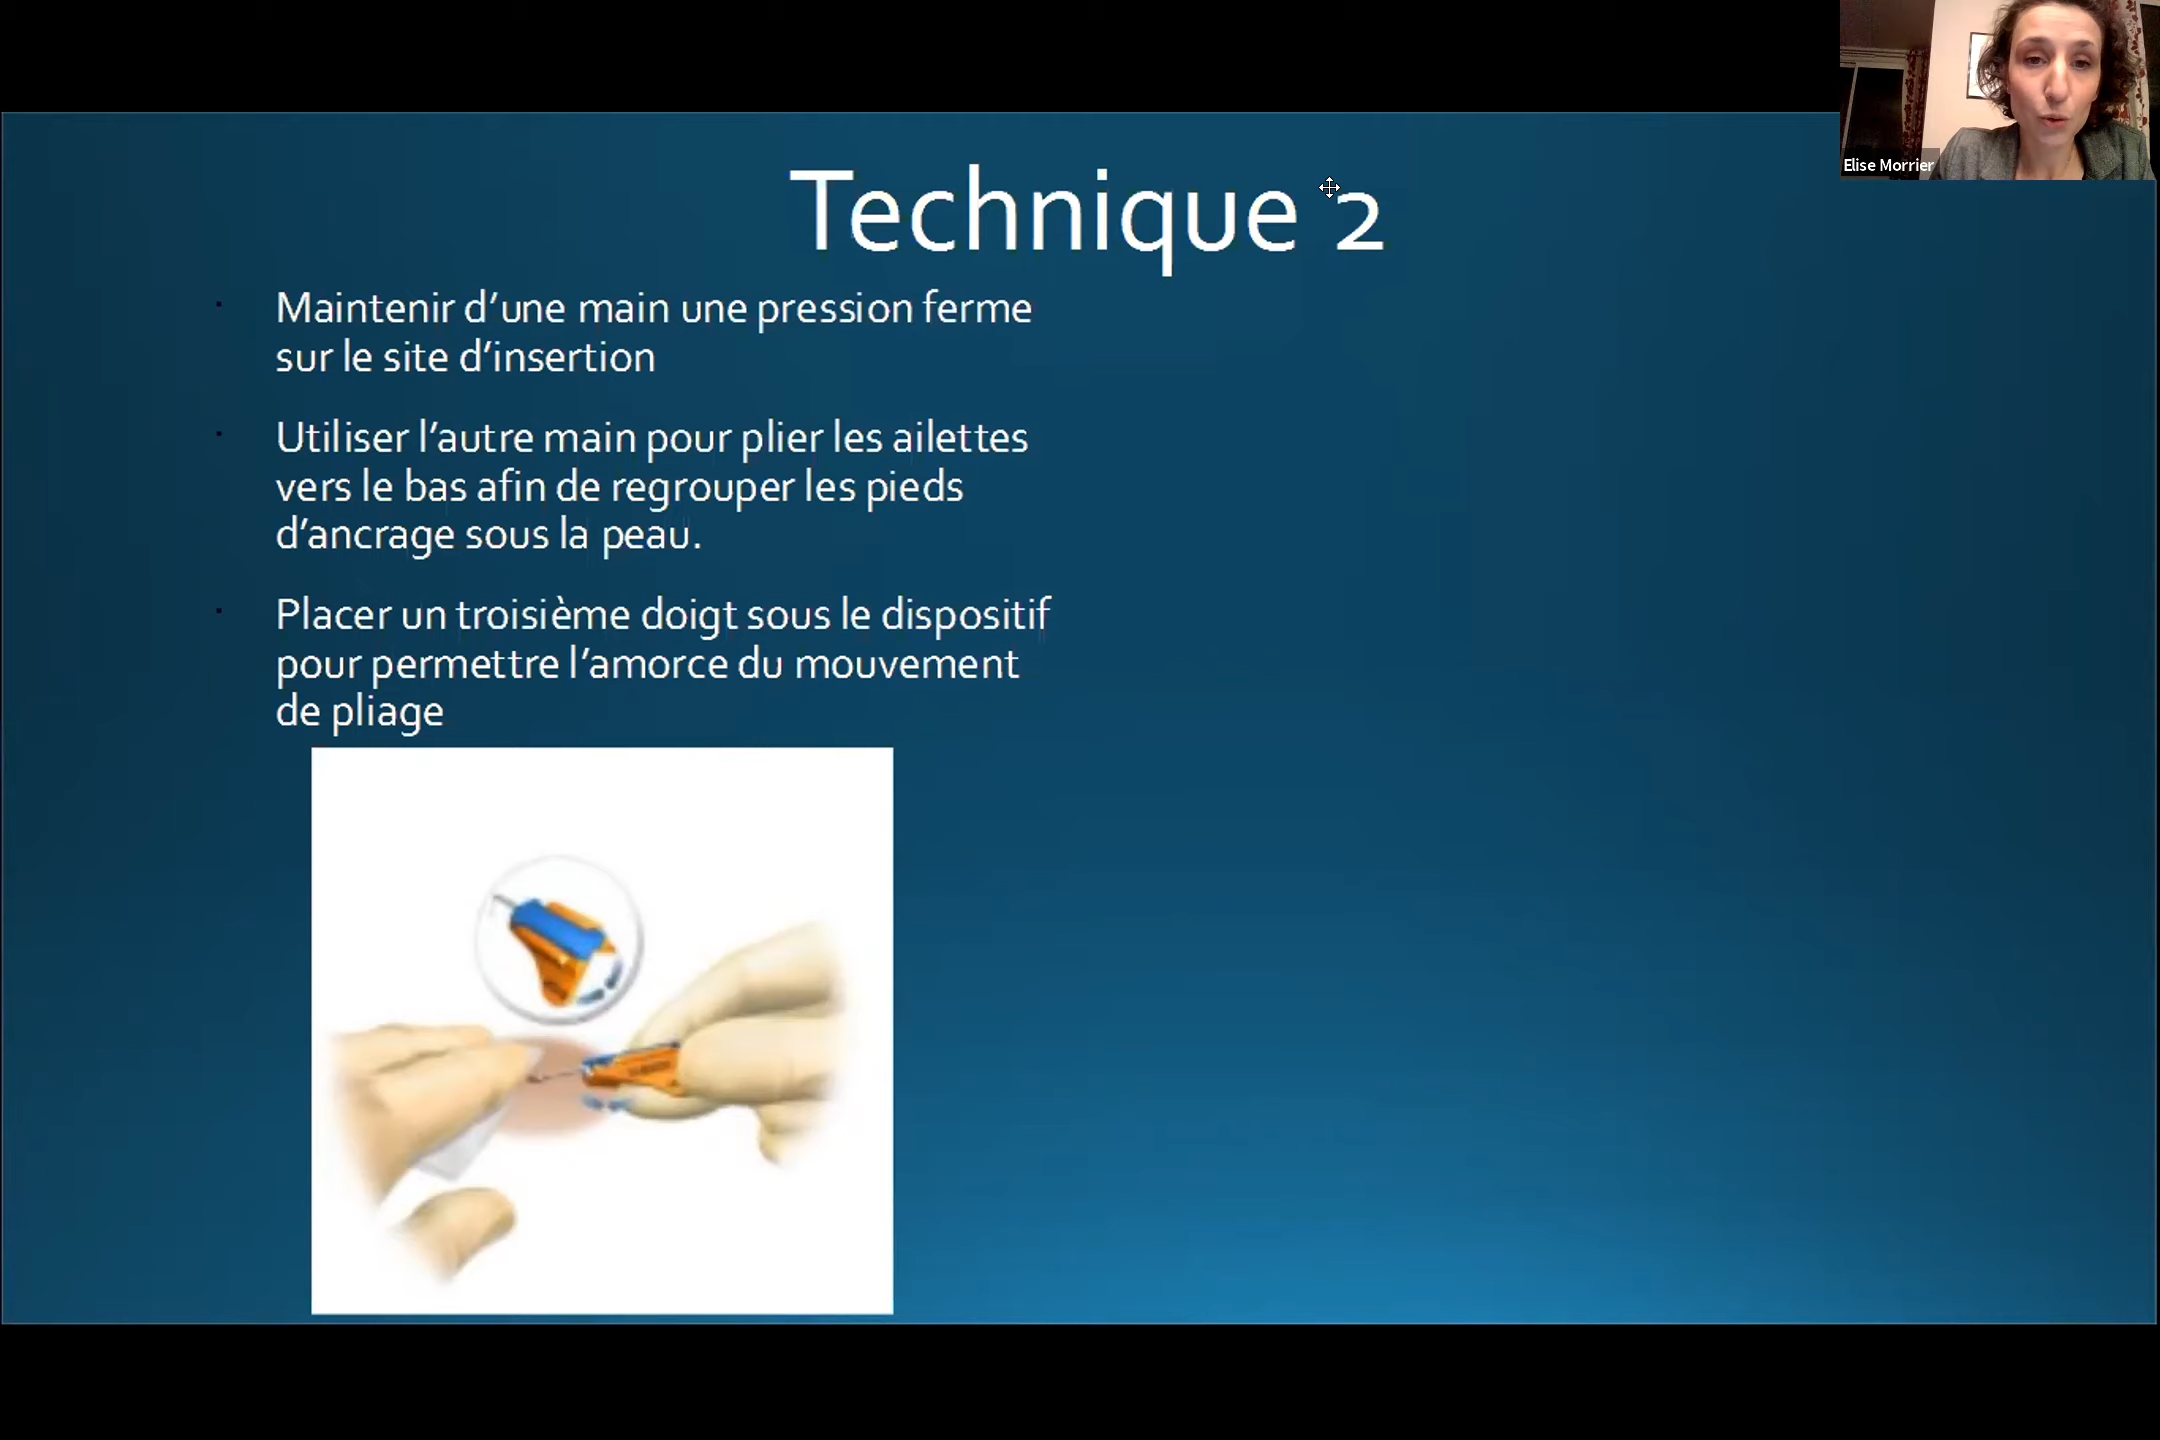 Elise Morrier
Technique 2
Maintenir d’une main une pression ferme
sur le site d’insertion
Utiliser l’autre main pour plier les ailettes
vers le bas afin de regrouper les pieds
d’ancrage sous la peau.
Placer un troisième doigt sous le dispositif
pour permettre l’amorce du mouvement
de pliage